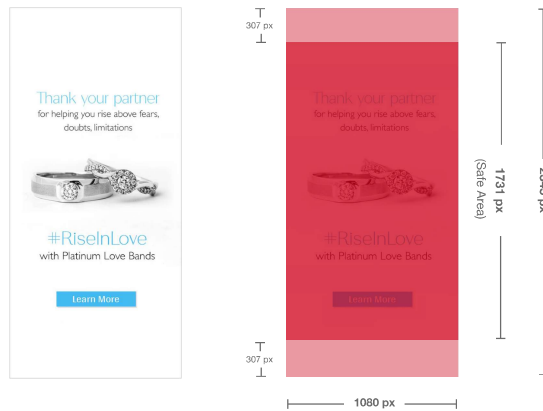 Thank your partner
for helping you rise above fears,
doubts, limitations
#RiseInLove
with Platinum Love Bands
Learn More
307 px
Thank your partner
for helping you rise above fears,
doubts, limitations
#RiseInLove
with Platinum Love Bands
Learn More
307 px
1080 px
1731 px
(Safe Area)
px